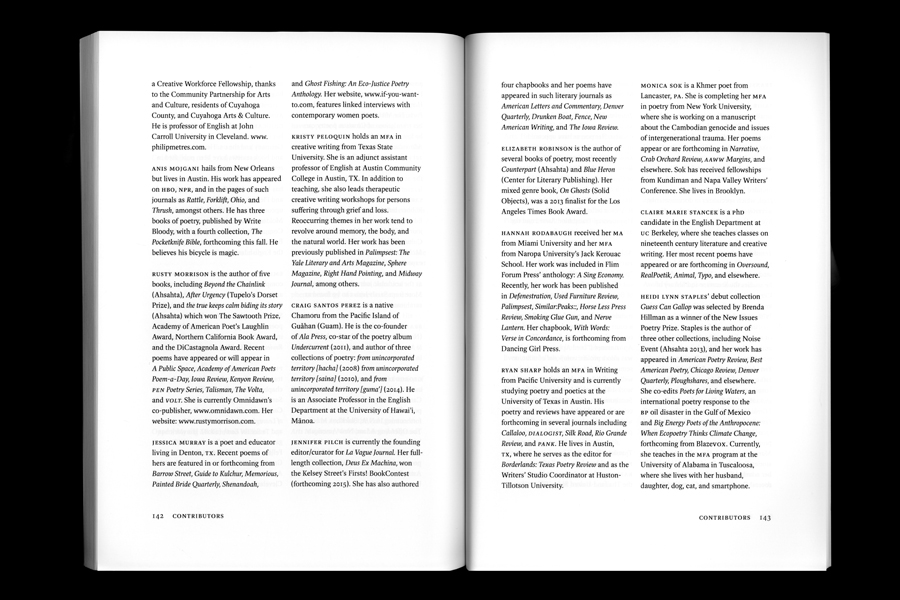 a Creative Workforce Fellowship, thanks
to the Community Partnership for Arts
and Culture, residents of Cuyahoga
County, and Cuyahoga Arts & Culture.
He is professor of English at John
Carroll University in Cleveland. www.
philipmetres.com.
ANIS MOJGANI hails from New Orleans
but lives in Austin. His work has appeared
on HBO, NPR, and in the pages of such
journals as Rattle, Forklift, Ohio, and
Thrush, amongst others. He has three
books of poetry, published by Write
Bloody, with a fourth collection, The
Pocketknife Bible, forthcoming this fall. He
believes his bicycle is magic.
RUSTY MORRISON is the author of five
books, including Beyond the Chainlink
(Ahsahta), After Urgency (Tupelo's Dorset
Prize), and the true keeps calm biding its story
(Ahsahta) which won The Sawtooth Prize,
Academy of American Poet's Laughlin
Award, Northern California Book Award,
and the DiCastagnola Award. Recent
poems have appeared or will appear in
A Public Space, Academy of American Poets
Poem-a-Day, Iowa Review, Kenyon Review,
PEN Poetry Series, Talisman, The Volta,
and VOLT. She is currently Omnidawn's
co-publisher, www.omnidawn.com. Her
website: www.rustymorrison.com.
JESSICA MURRAY is a poet and educator
living in Denton, TX. Recent poems of
hers are featured in or forthcoming from
Barrow Street, Guide to Kulchur, Memorious,
Painted Bride Quarterly, Shenandoah,
and Ghost Fishing: An Eco-Justice Poetry
Anthology. Her website, www.if-you-want-
to.com, features linked interviews with
contemporary women poets.
KRISTY PELOQUIN holds an MFA in
creative writing from Texas State
University. She is an adjunct assistant
professor of English at Austin Community
College in Austin, TX. In addition to
teaching, she also leads therapeutic
creative writing workshops for persons
suffering through grief and loss.
Reoccurring themes in her work tend to
revolve around memory, the body, and
the natural world. Her work has been
previously published in Palimpsest: The
Yale Literary and Arts Magazine, Sphere
Magazine, Right Hand Pointing, and Midway
Journal, among others.
CRAIG SANTOS PEREZ is a native
Chamoru from the Pacific Island of
Guåhan (Guam). He is the co-founder
of Ala Press, co-star of the poetry album
Undercurrent (2011), and author of three
collections of poetry: from unincorporated
territory [hacha] (2008) from unincorporated
territory [saina] (2010), and from
unincorporated territory [guma'] (2014). He
is an Associate Professor in the English
Department at the University of Hawai'i,
Mānoa.
JENNIFER PILCH is currently the founding
editor/curator for La Vague Journal. Her full-
length collection, Deus Ex Machina, won
the Kelsey Street's Firsts! BookContest
(forthcoming 2015). She has also authored
142 CONTRIBUTORS
four chapbooks and her poems have
appeared in such literary journals as
American Letters and Commentary, Denver
Quarterly, Drunken Boat, Fence, New
American Writing, and The Iowa Review.
ELIZABETH ROBINSON is the author of
several books of poetry, most recently
Counterpart (Ahsahta) and Blue Heron
(Center for Literary Publishing). Her
mixed genre book, On Ghosts (Solid
Objects), was a 2013 finalist for the Los
Angeles Times Book Award.
HANNAH RODABAUGH received her MA
from Miami University and her MFA
from Naropa University's Jack Kerouac
School. Her work was included in Flim
Forum Press' anthology: A Sing Economy.
Recently, her work has been published
in Defenestration, Used Furniture Review,
Palimpsest, Similar:Peaks::, Horse Less Press
Review, Smoking Glue Gun, and Nerve
Lantern. Her chapbook, With Words:
Verse in Concordance, is forthcoming from
Dancing Girl Press.
RYAN SHARP holds an MFA in Writing
from Pacific University and is currently
studying poetry and poetics at the
University of Texas in Austin. His
poetry and reviews have appeared or are
forthcoming in several journals including
Callaloo, DIALOGIST, Silk Road, Rio Grande
Review, and PANK. He lives in Austin,
TX, where he serves as the editor for
Borderlands: Texas Poetry Review and as the
Writers' Studio Coordinator at Huston-
Tillotson University.
MONICA SOK is a Khmer poet from
Lancaster, PA. She is completing her MFA
in poetry from New York University,
where she is working on a manuscript
about the Cambodian genocide and issues
of intergenerational trauma. Her poems
appear or are forthcoming in Narrative,
Crab Orchard Review, AAWW Margins, and
elsewhere. Sok has received fellowships
from Kundiman and Napa Valley Writers'
Conference. She lives in Brooklyn.
CLAIRE MARIE STANCEK is a PhD
candidate in the English Department at
UC Berkeley, where she teaches classes on
nineteenth century literature and creative
writing. Her most recent poems have
appeared or are forthcoming in Oversound,
RealPoetik, Animal, Typo, and elsewhere.
HEIDI LYNN STAPLES' debut collection
Guess Can Gallop was selected by Brenda
Hillman as a winner of the New Issues
Poetry Prize. Staples is the author of
three other collections, including Noise
Event (Ahsahta 2013), and her work has
appeared in American Poetry Review, Best
American Poetry, Chicago Review, Denver
Quarterly, Ploughshares, and elsewhere.
She co-edits Poets for Living Waters, an
international poetry response to the
BP oil disaster in the Gulf of Mexico
and Big Energy Poets of the Anthropocene:
When Ecopoetry Thinks Climate Change,
forthcoming from BlazeVOX. Currently,
she teaches in the MFA program at the
University of Alabama in Tuscaloosa,
where she lives with her husband,
daughter, dog, cat, and smartphone.
CONTRIBUTORS 143